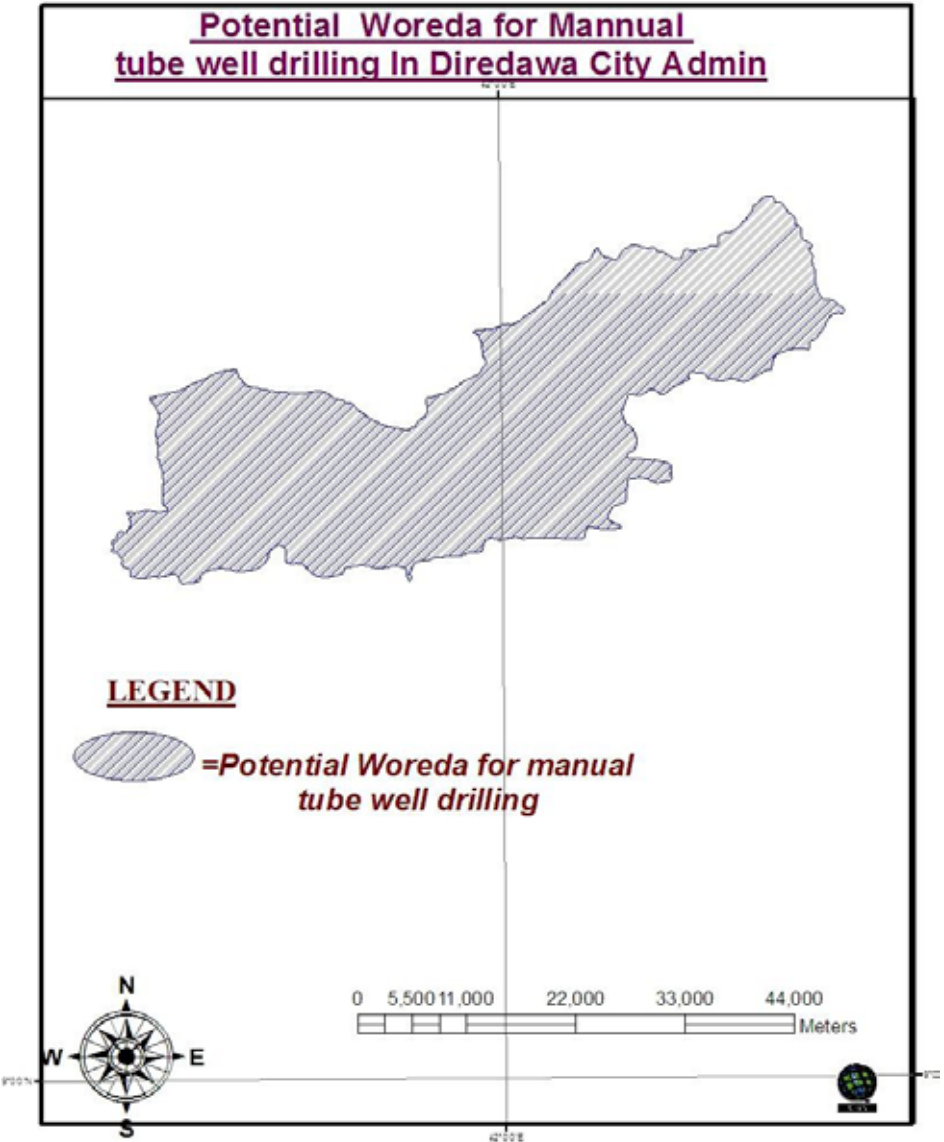 Potential Woreda for Mannual
tube well drilling In Diredawa City Admin
LEGEND
=Potential Woreda for manual
tube well drilling
N
W E
S
0 5,500 11,000 22,000 33,000 44,000
Meters